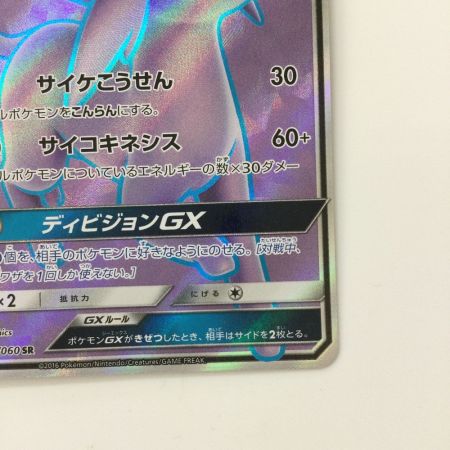 サイケこうせん 30
ルポケモンをこんらんにする。
サイコキネシス 60+
ルポケモンについているエネルギーの数×30ダメー
ディビジョンGX
の個を、相手のポケモンに好きなようにのせる。[対戦中、
ワザを1回しか使えない。]
×2 抵抗力 にげる
GXルール
ポケモンGXがきぜつしたとき、相手はサイドを2枚とる。
060 SR
©2016 Pokémon/Nintendo/Creatures/GAME FREAK.